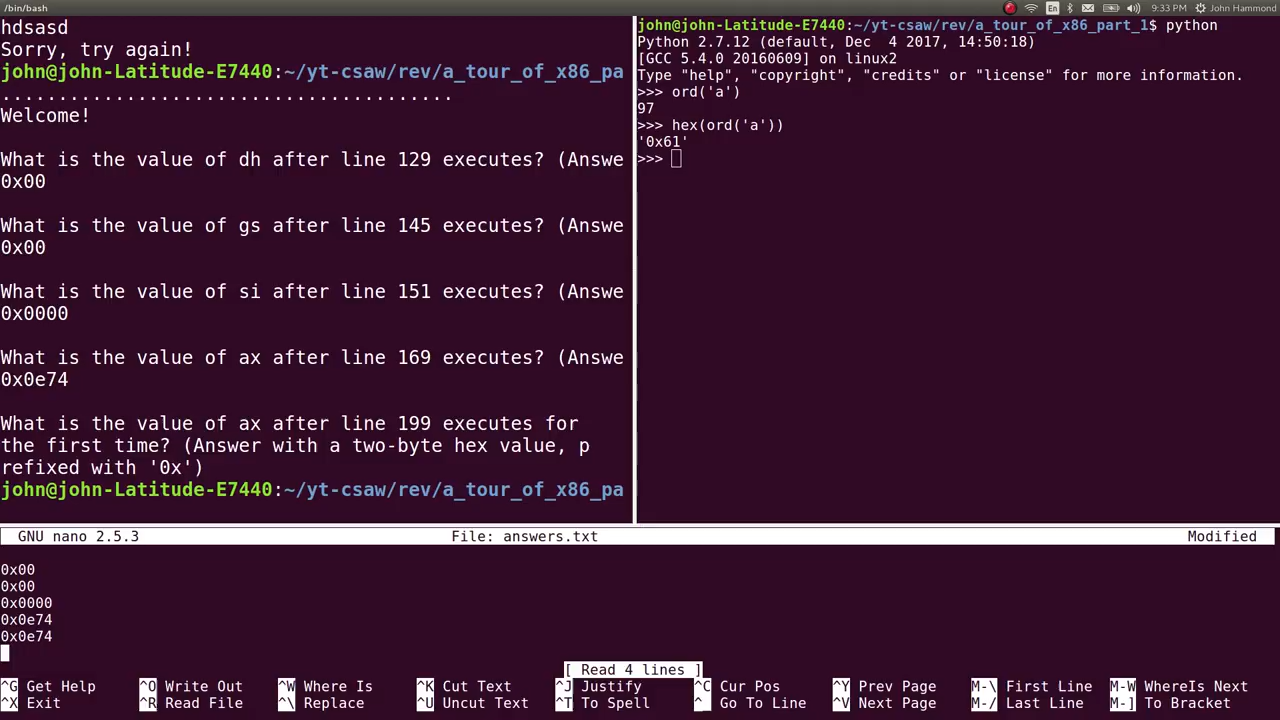 /bin/bash
En
9:33 PM
John Hammond
hdsasd
Sorry, try again!
john@john-Latitude-E7440:~/yt-csaw/rev/a_tour_of_x86_pa
........................................
Welcome!
What is the value of dh after line 129 executes? (Answe
0x00
What is the value of gs after line 145 executes? (Answe
0x00
What is the value of si after line 151 executes? (Answe
0x0000
What is the value of ax after line 169 executes? (Answe
0x0e74
What is the value of ax after line 199 executes for
the first time? (Answer with a two-byte hex value, p
refixed with '0x')
john@john-Latitude-E7440:~/yt-csaw/rev/a_tour_of_x86_pa
john@john-Latitude-E7440:~/yt-csaw/rev/a_tour_of_x86_part_1$ python
Python 2.7.12 (default, Dec  4 2017, 14:50:18)
[GCC 5.4.0 20160609] on linux2
Type "help", "copyright", "credits" or "license" for more information.
>>> ord('a')
97
>>> hex(ord('a'))
'0x61'
>>>
GNU nano 2.5.3 File: answers.txt Modified
0x00
0x00
0x0000
0x0e74
0x0e74
[ Read 4 lines ]
^G Get Help ^O Write Out ^W Where Is ^K Cut Text ^J Justify ^C Cur Pos ^Y Prev Page M-\ First Line M-W WhereIs Next
^X Exit ^R Read File ^\ Replace ^U Uncut Text ^T To Spell ^_ Go To Line ^V Next Page M-/ Last Line M-] To Bracket